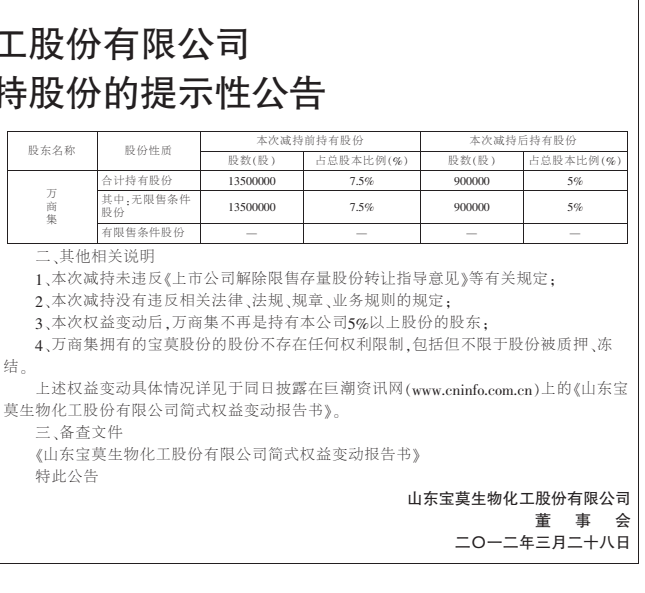 工股份有限公司
持股份的提示性公告
股东名称 股份性质 本次减持前持有股份 本次减持后持有股份
股数(股) 占总股本比例(%) 股数(股) 占总股本比例(%)
万商集 合计持有股份 13500000 7.5% 900000 5%
其中:无限售条件
股份 13500000 7.5% 900000 5%
有限售条件股份 — — — —
二、其他相关说明
1、本次减持未违反《上市公司解除限售存量股份转让指导意见》等有关规定;
2、本次减持没有违反相关法律、法规、规章、业务规则的规定;
3、本次权益变动后,万商集不再是持有本公司5%以上股份的股东;
4、万商集拥有的宝莫股份的股份不存在任何权利限制,包括但不限于股份被质押、冻
结。
上述权益变动具体情况详见于同日披露在巨潮资讯网(www.cninfo.com.cn)上的《山东宝
莫生物化工股份有限公司简式权益变动报告书》。
三、备查文件
《山东宝莫生物化工股份有限公司简式权益变动报告书》
特此公告
山东宝莫生物化工股份有限公司
董 事 会
二〇一二年三月二十八日